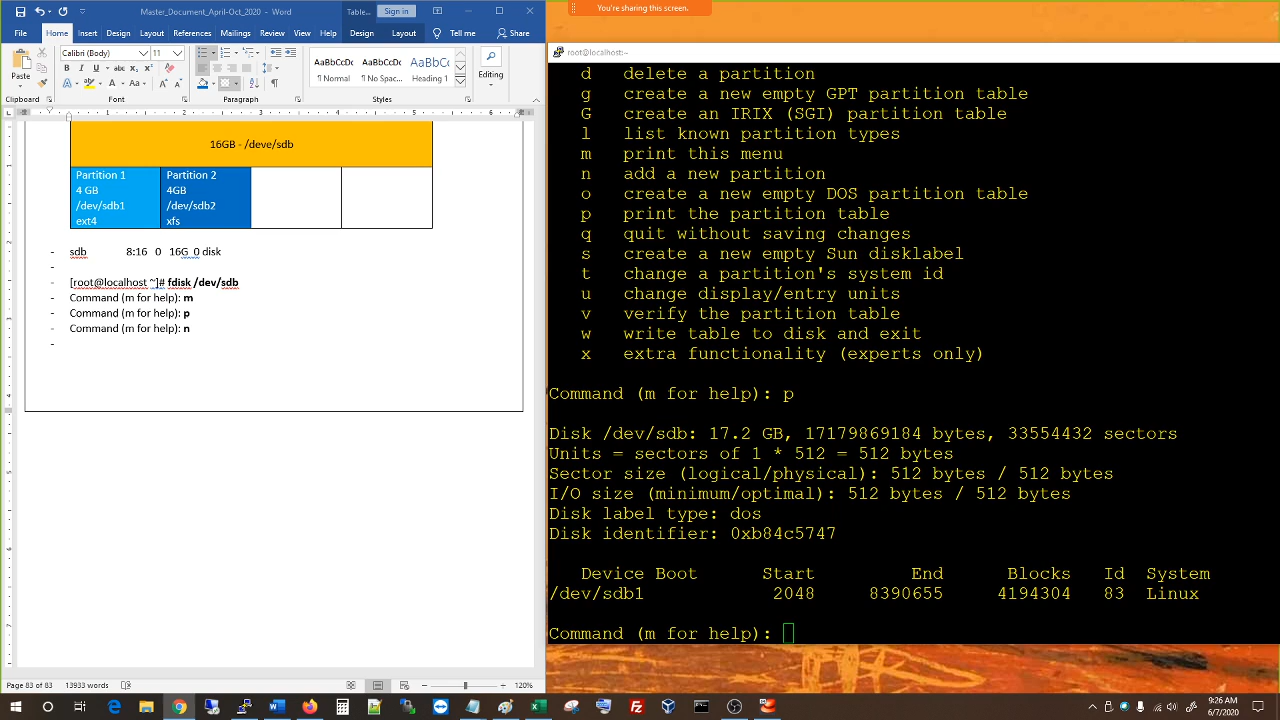 Master_Document_April-Oct_2020 - Word
Table...
Sign in
You're sharing this screen.
File
Home
Insert
Design
Layout
References
Mailings
Review
View
Help
Design
Layout
Tell me
Share
Calibri (Body)
11
Paste
AaBbCcDc
AaBbCcDc
AaBbCc
¶ Normal
¶ No Spac...
Heading 1
Editing
Clipboard
Font
Paragraph
Styles
16GB - /deve/sdb
Partition 1
4 GB
/dev/sdb1
ext4
Partition 2
4GB
/dev/sdb2
xfs
- sdb 8:16 0 16G 0 disk
-
- [root@localhost ~]# fdisk /dev/sdb
- Command (m for help): m
- Command (m for help): p
- Command (m for help): n
-
Page 83 of 83
13933 words
120%
root@localhost:~
d delete a partition
g create a new empty GPT partition table
G create an IRIX (SGI) partition table
l list known partition types
m print this menu
n add a new partition
o create a new empty DOS partition table
p print the partition table
q quit without saving changes
s create a new empty Sun disklabel
t change a partition's system id
u change display/entry units
v verify the partition table
w write table to disk and exit
x extra functionality (experts only)
Command (m for help): p
Disk /dev/sdb: 17.2 GB, 17179869184 bytes, 33554432 sectors
Units = sectors of 1 * 512 = 512 bytes
Sector size (logical/physical): 512 bytes / 512 bytes
I/O size (minimum/optimal): 512 bytes / 512 bytes
Disk label type: dos
Disk identifier: 0xb84c5747
Device Boot Start End Blocks Id System
/dev/sdb1 2048 8390655 4194304 83 Linux
Command (m for help):
9:26 AM
6/7/2020